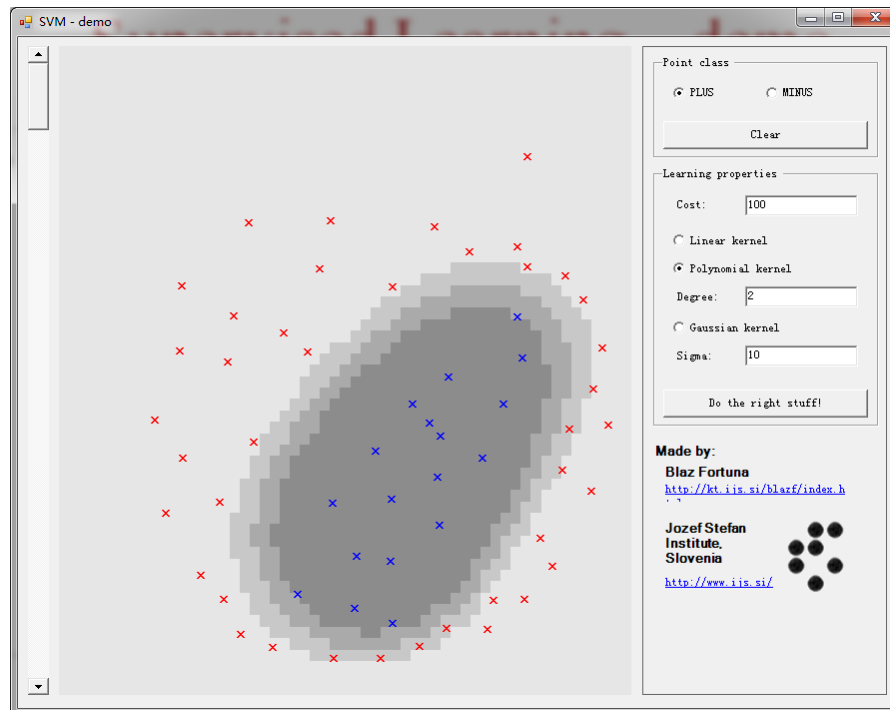 SVM - demo
Point class
PLUS
MINUS
Clear
Learning properties
Cost:
100
Linear kernel
Polynomial kernel
Degree:
2
Gaussian kernel
Sigma:
10
Do the right stuff!
Made by:
Blaz Fortuna
http://kt.ijs.si/blazf/index.h
Jozef Stefan
Institute,
Slovenia
http://www.ijs.si/